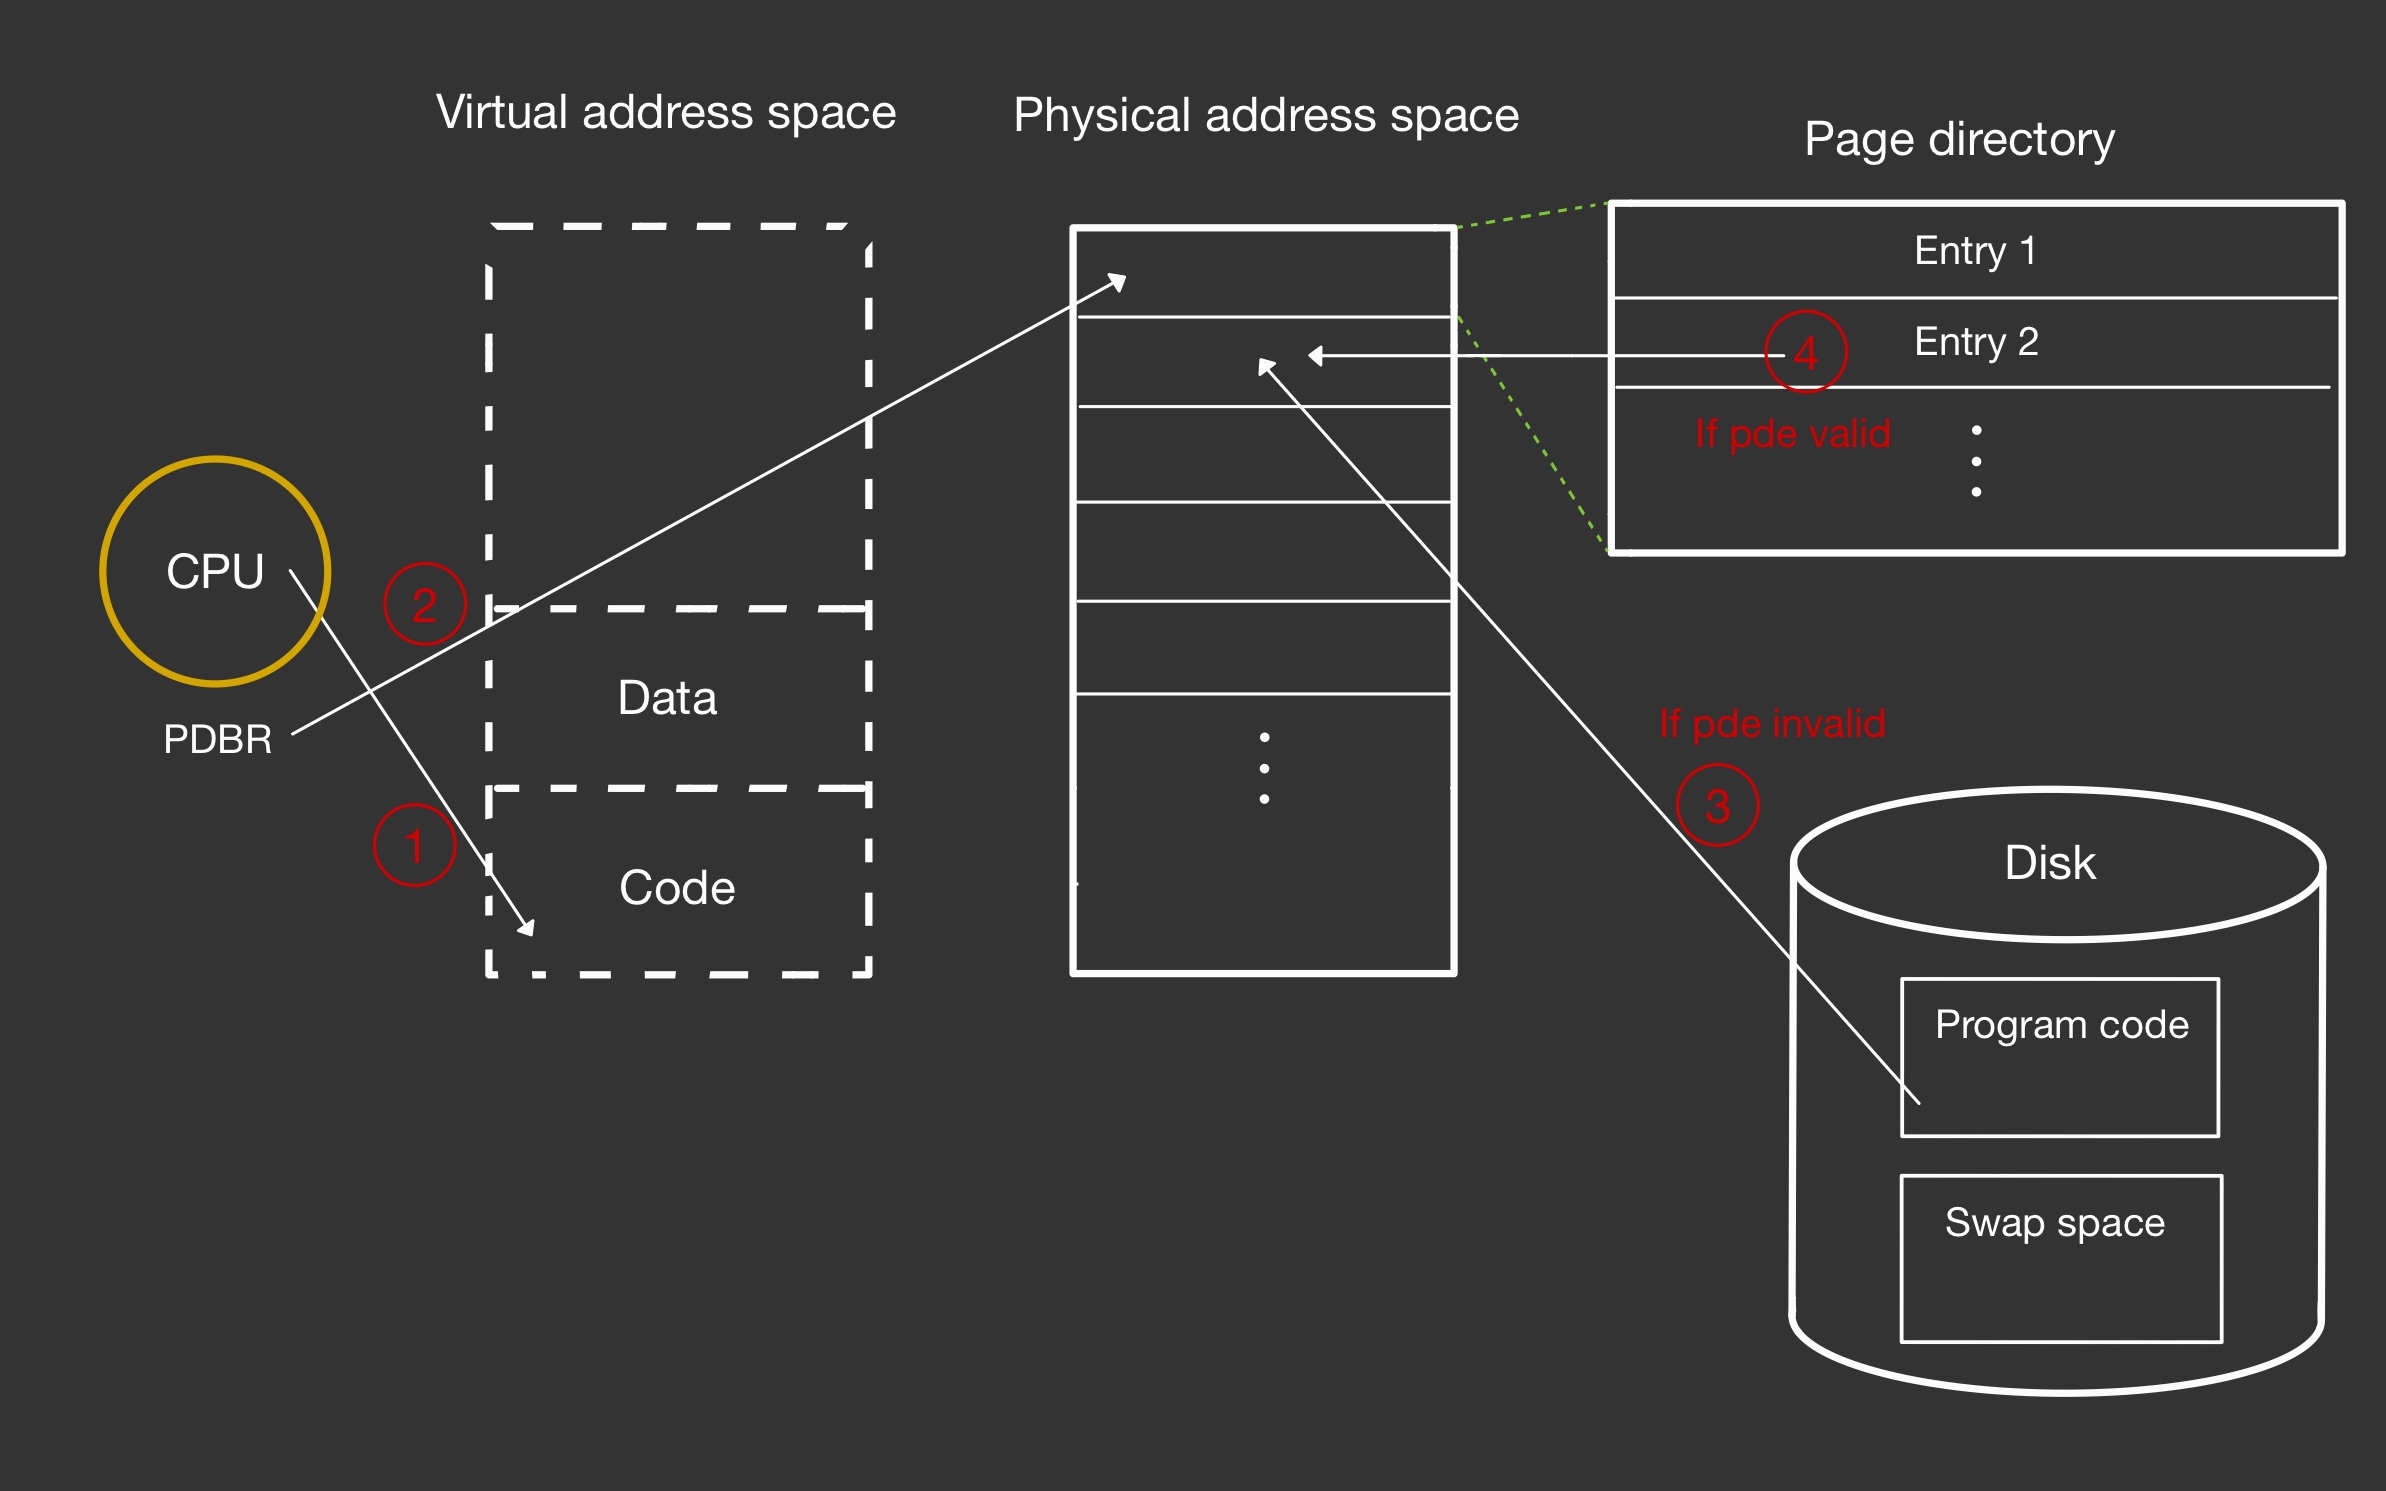 Virtual address space
Physical address space
Page directory
Entry 1
Entry 2
4
If pde valid
CPU
2
PDBR
Data
1
Code
If pde invalid
3
Disk
Program code
Swap space